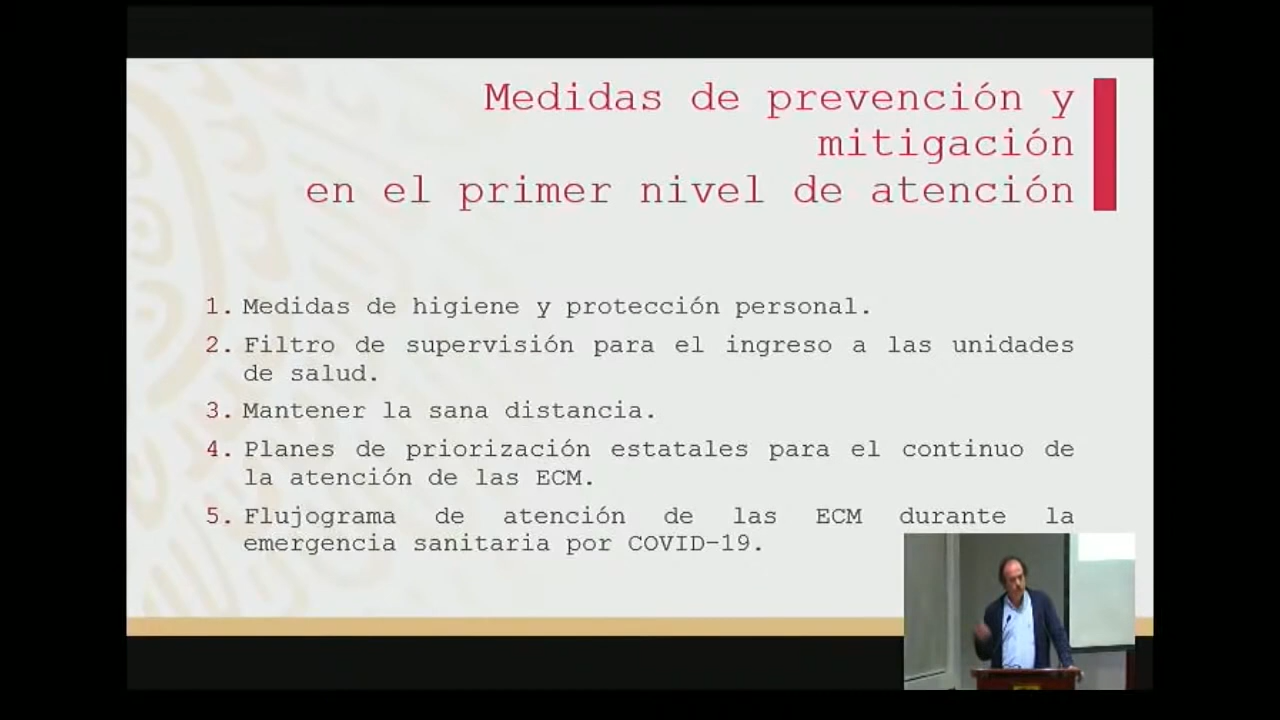 Medidas de prevención y
mitigación
en el primer nivel de atención
1. Medidas de higiene y protección personal.
2. Filtro de supervisión para el ingreso a las unidades
de salud.
3. Mantener la sana distancia.
4. Planes de priorización estatales para el continuo de
la atención de las ECM.
5. Flujograma de atención de las ECM durante la
emergencia sanitaria por COVID-19.